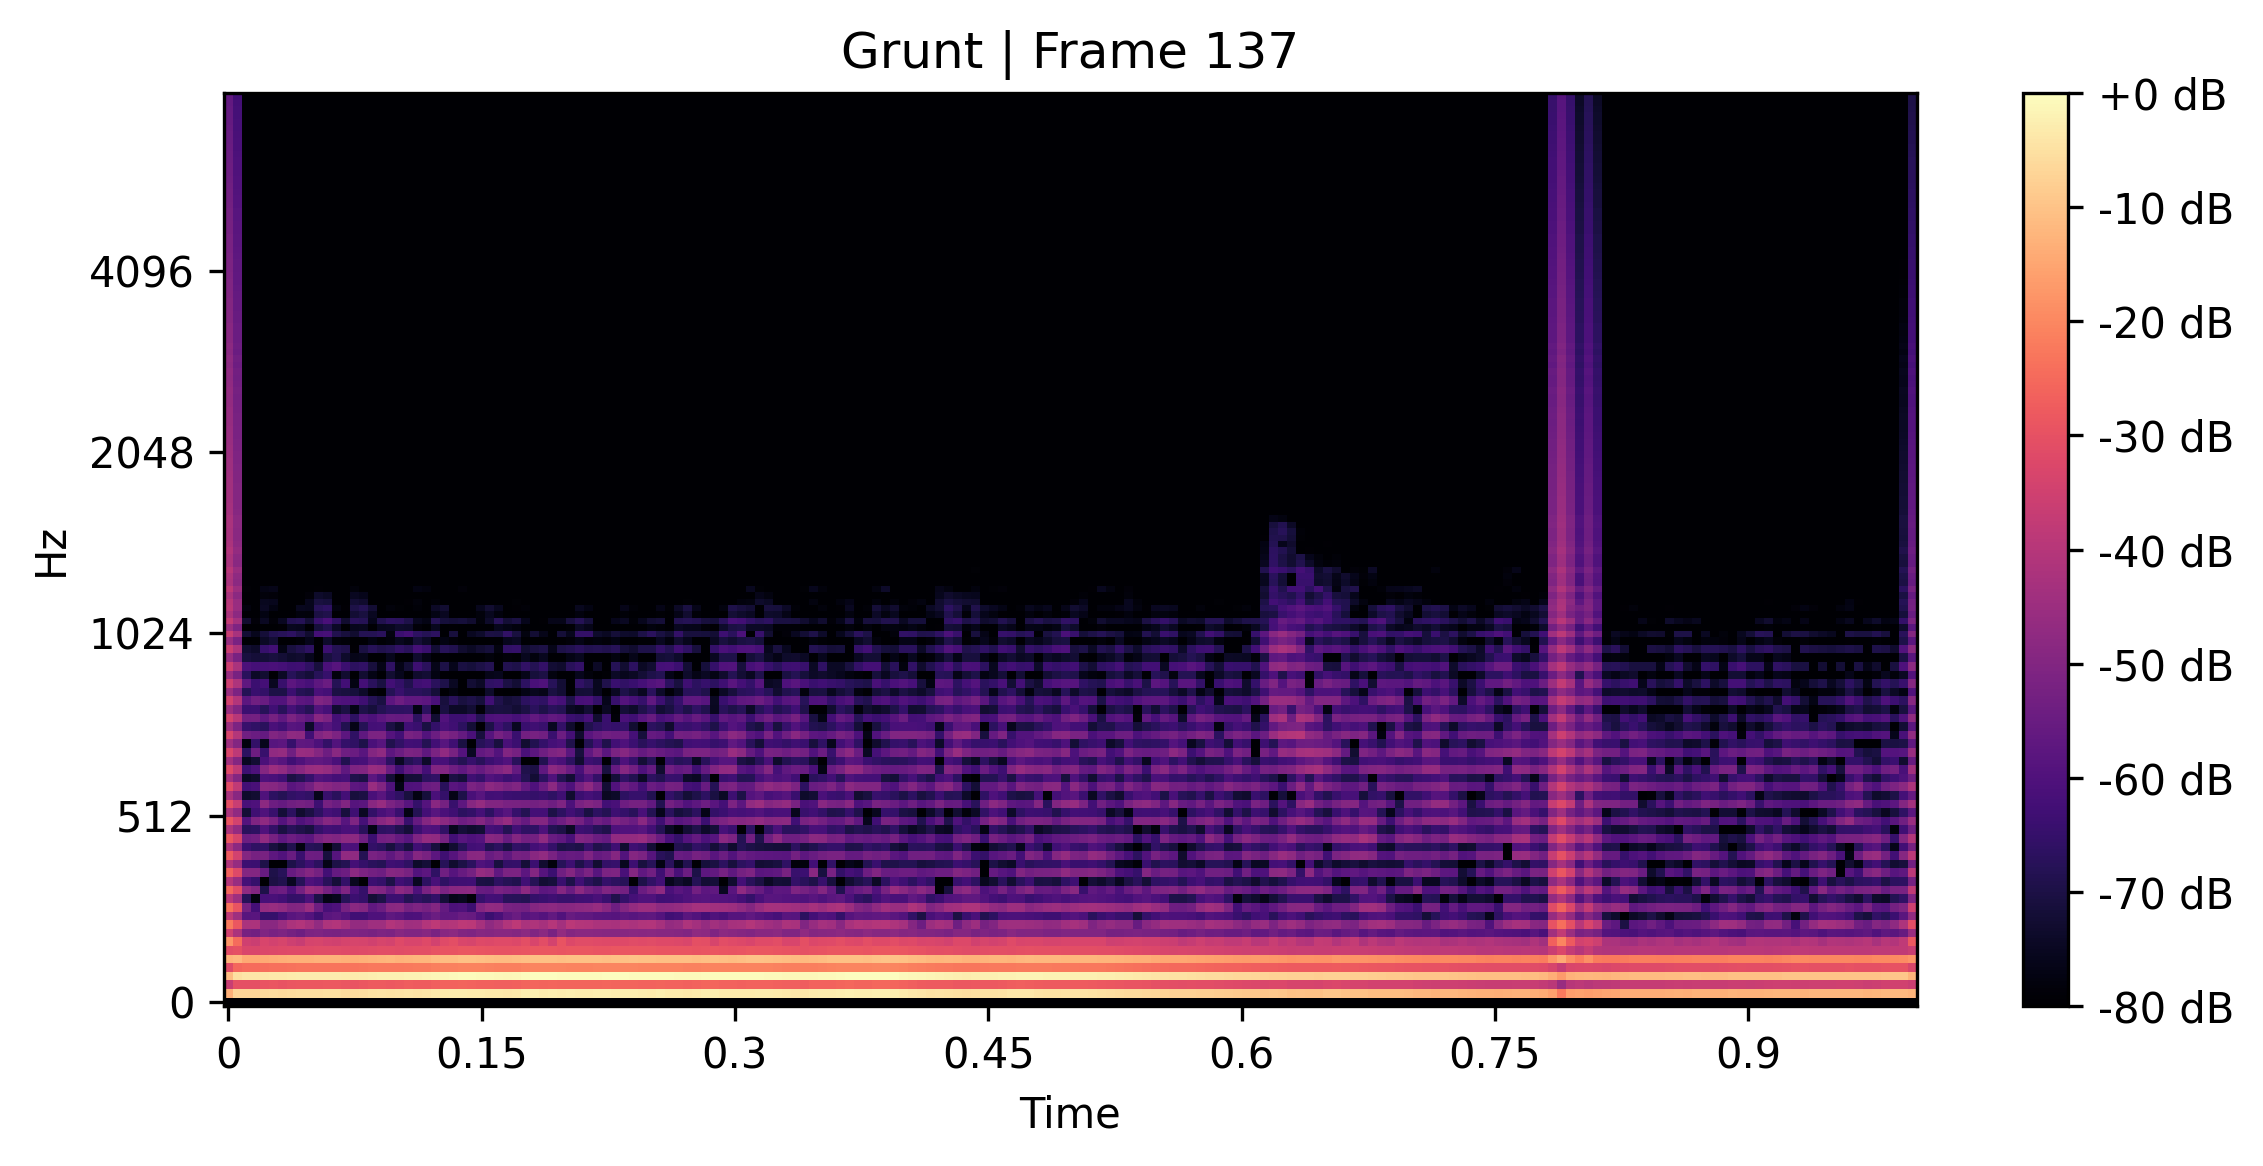 Grunt | Frame 137
+0 dB
-10 dB
-20 dB
-30 dB
-40 dB
-50 dB
-60 dB
-70 dB
-80 dB
Hz
4096
2048
1024
512
0
0 0.15 0.3 0.45 0.6 0.75 0.9
Time